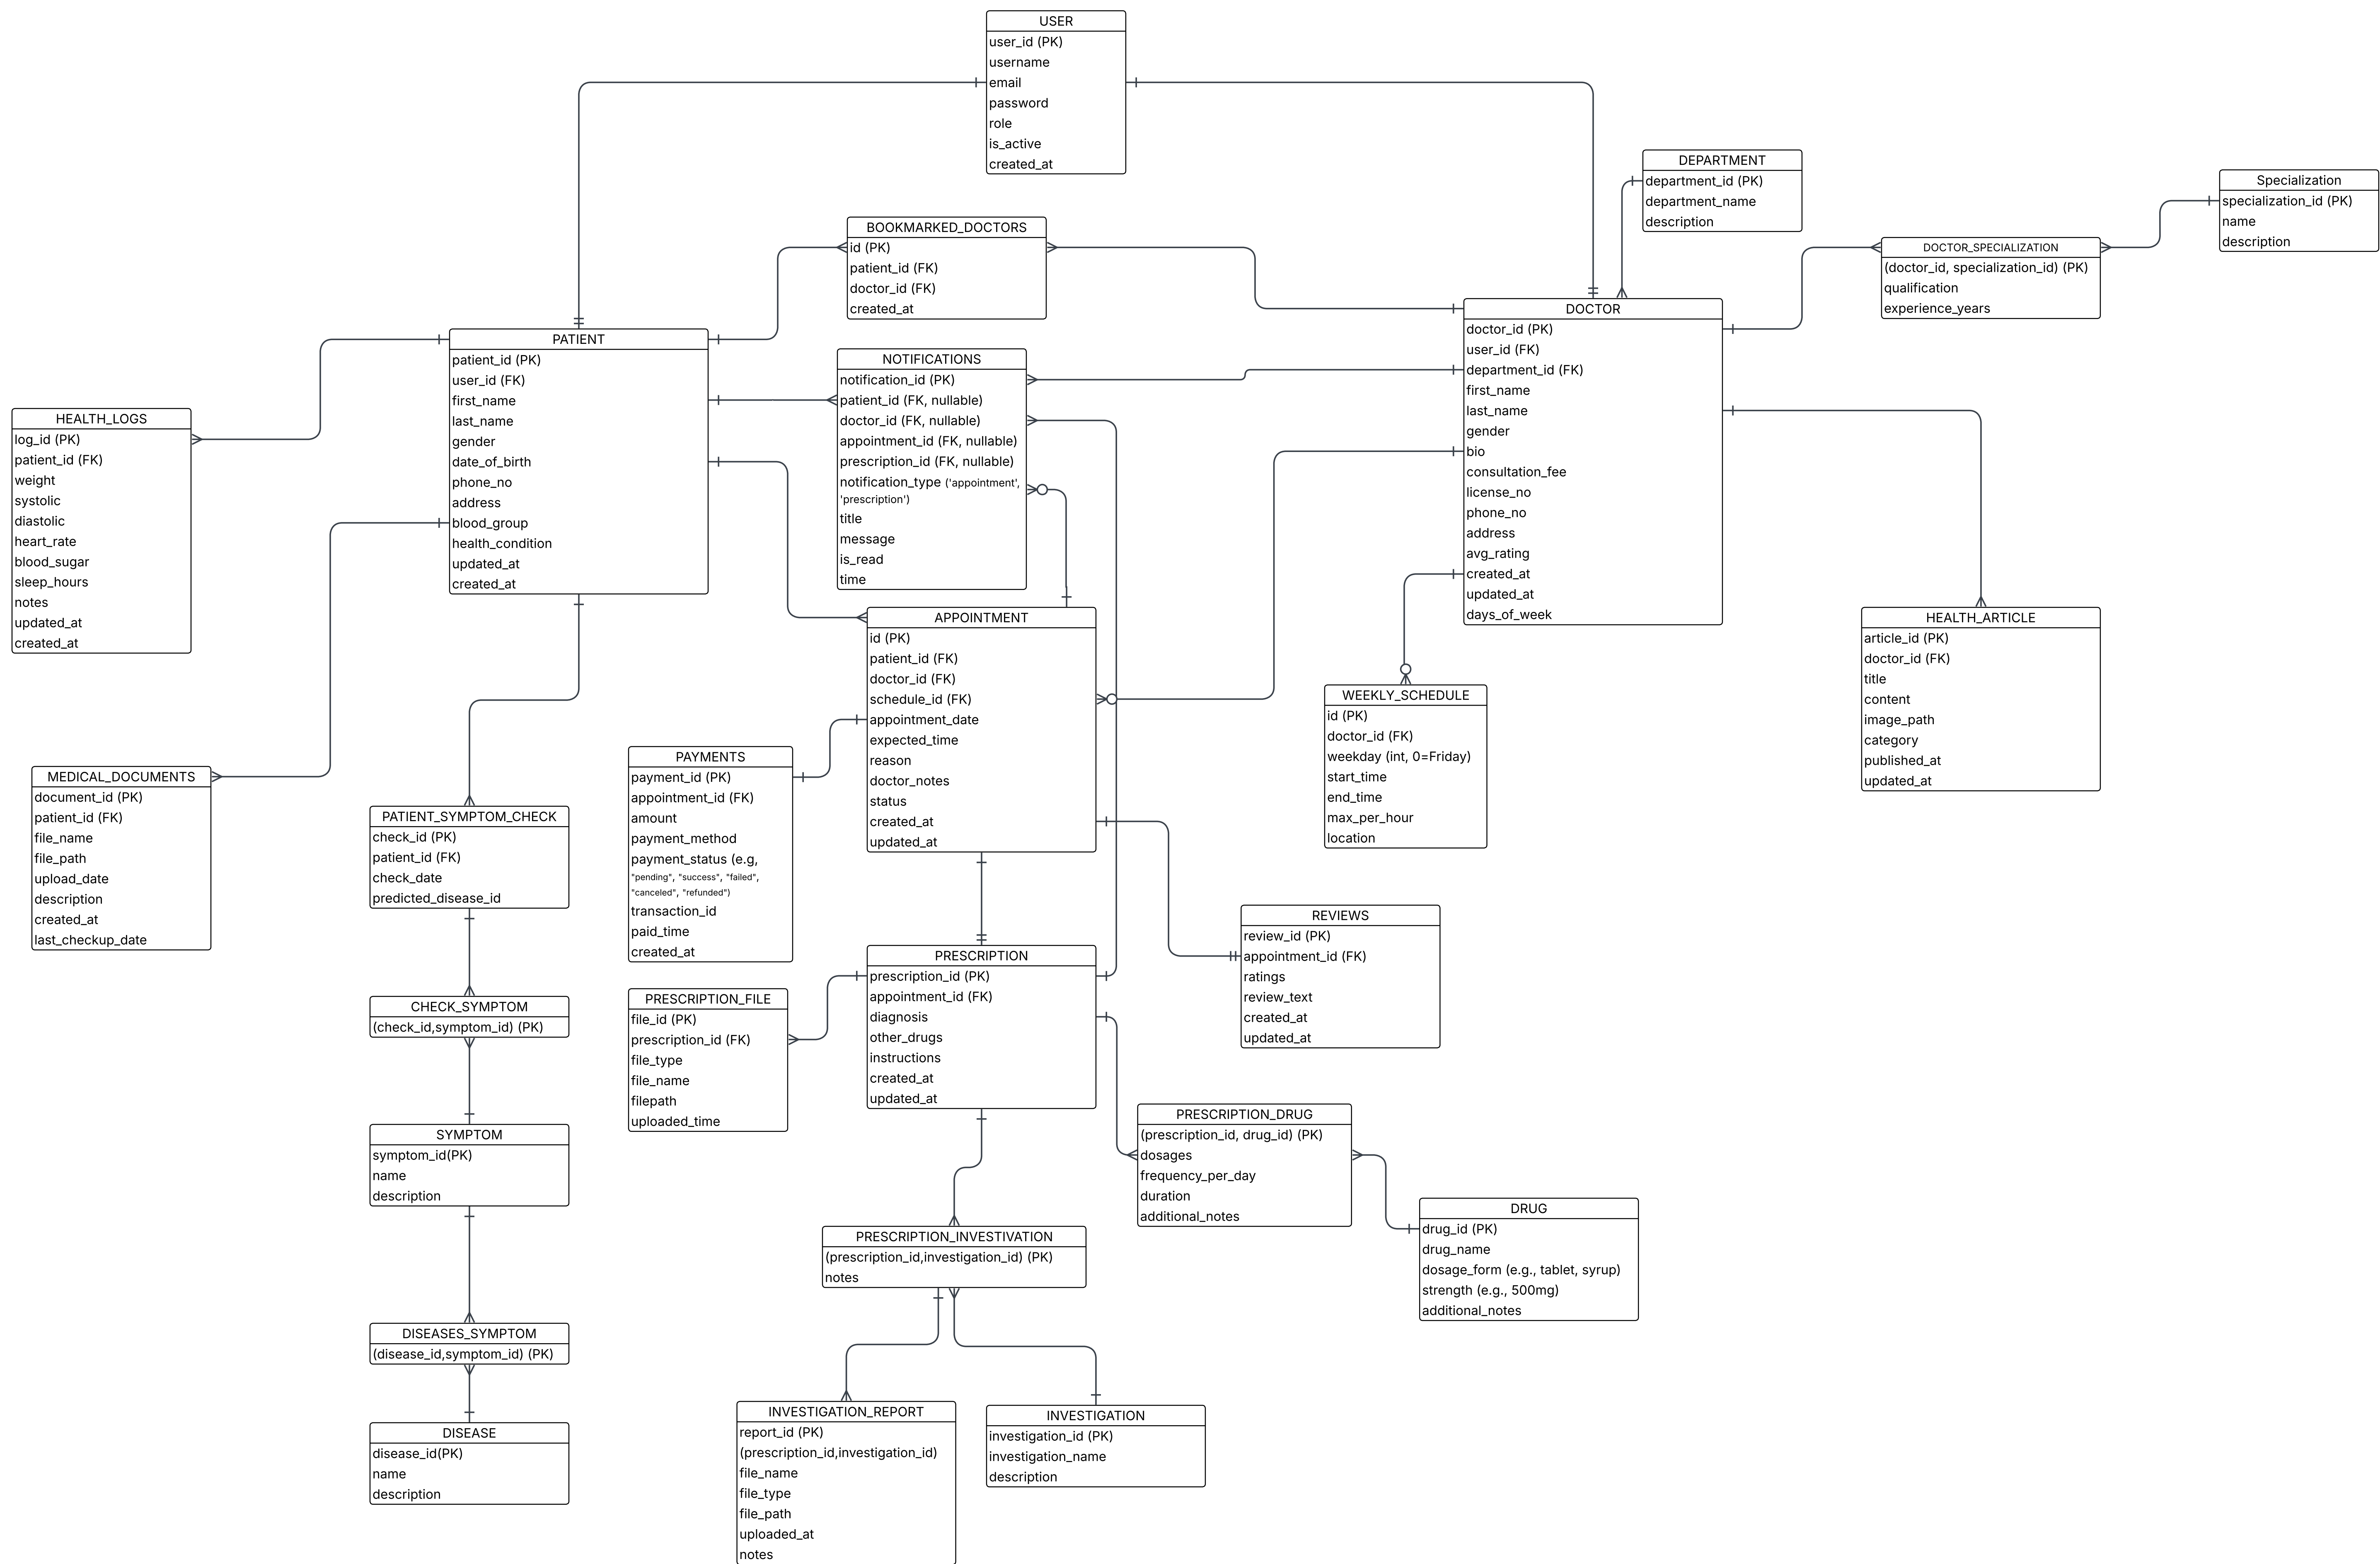 USER
user_id (PK)
username
email
password
role
is_active
created_at
DEPARTMENT
department_id (PK)
department_name
description
Specialization
specialization_id (PK)
name
description
BOOKMARKED_DOCTORS
id (PK)
patient_id (FK)
doctor_id (FK)
created_at
DOCTOR_SPECIALIZATION
(doctor_id, specialization_id) (PK)
qualification
experience_years
DOCTOR
doctor_id (PK)
user_id (FK)
department_id (FK)
first_name
last_name
gender
bio
consultation_fee
license_no
phone_no
address
avg_rating
created_at
updated_at
days_of_week
PATIENT
patient_id (PK)
user_id (FK)
first_name
last_name
gender
date_of_birth
phone_no
address
blood_group
health_condition
updated_at
created_at
NOTIFICATIONS
notification_id (PK)
patient_id (FK, nullable)
doctor_id (FK, nullable)
appointment_id (FK, nullable)
prescription_id (FK, nullable)
notification_type ('appointment',
'prescription')
title
message
is_read
time
HEALTH_LOGS
log_id (PK)
patient_id (FK)
weight
systolic
diastolic
heart_rate
blood_sugar
sleep_hours
notes
updated_at
created_at
APPOINTMENT
id (PK)
patient_id (FK)
doctor_id (FK)
schedule_id (FK)
appointment_date
expected_time
reason
doctor_notes
status
created_at
updated_at
HEALTH_ARTICLE
article_id (PK)
doctor_id (FK)
title
content
image_path
category
published_at
updated_at
WEEKLY_SCHEDULE
id (PK)
doctor_id (FK)
weekday (int, 0=Friday)
start_time
end_time
max_per_hour
location
PAYMENTS
payment_id (PK)
appointment_id (FK)
amount
payment_method
payment_status (e.g,
"pending", "success", "failed",
"canceled", "refunded")
transaction_id
paid_time
created_at
MEDICAL_DOCUMENTS
document_id (PK)
patient_id (FK)
file_name
file_path
upload_date
description
created_at
last_checkup_date
PATIENT_SYMPTOM_CHECK
check_id (PK)
patient_id (FK)
check_date
predicted_disease_id
REVIEWS
review_id (PK)
appointment_id (FK)
ratings
review_text
created_at
updated_at
PRESCRIPTION
prescription_id (PK)
appointment_id (FK)
diagnosis
other_drugs
instructions
created_at
updated_at
PRESCRIPTION_FILE
file_id (PK)
prescription_id (FK)
file_type
file_name
filepath
uploaded_time
CHECK_SYMPTOM
(check_id,symptom_id) (PK)
PRESCRIPTION_DRUG
(prescription_id, drug_id) (PK)
dosages
frequency_per_day
duration
additional_notes
SYMPTOM
symptom_id(PK)
name
description
DRUG
drug_id (PK)
drug_name
dosage_form (e.g., tablet, syrup)
strength (e.g., 500mg)
additional_notes
PRESCRIPTION_INVESTIVATION
(prescription_id,investigation_id) (PK)
notes
DISEASES_SYMPTOM
(disease_id,symptom_id) (PK)
INVESTIGATION_REPORT
report_id (PK)
(prescription_id,investigation_id)
file_name
file_type
file_path
uploaded_at
notes
INVESTIGATION
investigation_id (PK)
investigation_name
description
DISEASE
disease_id(PK)
name
description